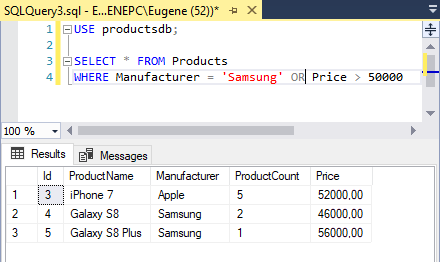 SQLQuery3.sql - E...ENEPC\Eugene (52))*
1 USE productsdb;
2
3 SELECT * FROM Products
4 WHERE Manufacturer = 'Samsung' OR Price > 50000
100 %
Results Messages
Id ProductName Manufacturer ProductCount Price
1 3 iPhone 7 Apple 5 52000,00
2 4 Galaxy S8 Samsung 2 46000,00
3 5 Galaxy S8 Plus Samsung 1 56000,00